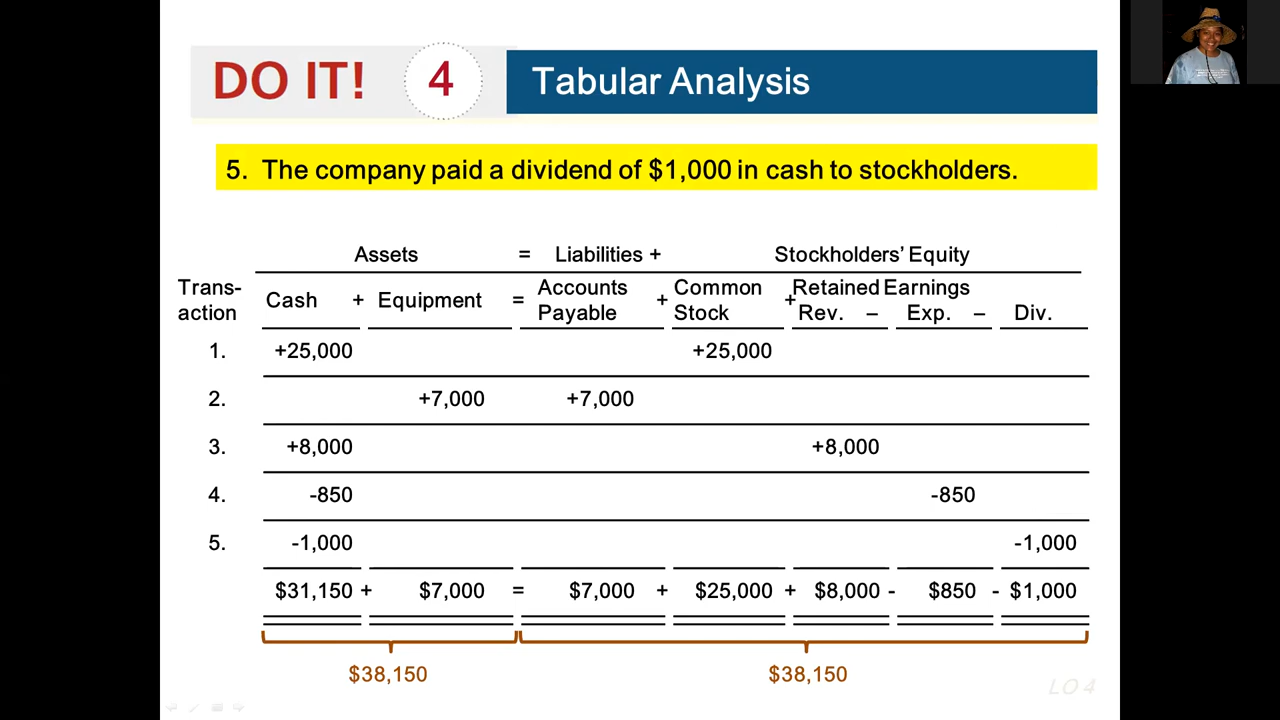 DO IT! 4 Tabular Analysis
5. The company paid a dividend of $1,000 in cash to stockholders.
Assets = Liabilities + Stockholders’ Equity
Trans-
action
Cash + Equipment = Accounts
Payable + Common
Stock + Retained Earnings
Rev. – Exp. – Div.
1. +25,000 +25,000
2. +7,000 +7,000
3. +8,000 +8,000
4. -850 -850
5. -1,000 -1,000
$31,150 + $7,000 = $7,000 + $25,000 + $8,000 - $850 - $1,000
$38,150 $38,150
LO 4